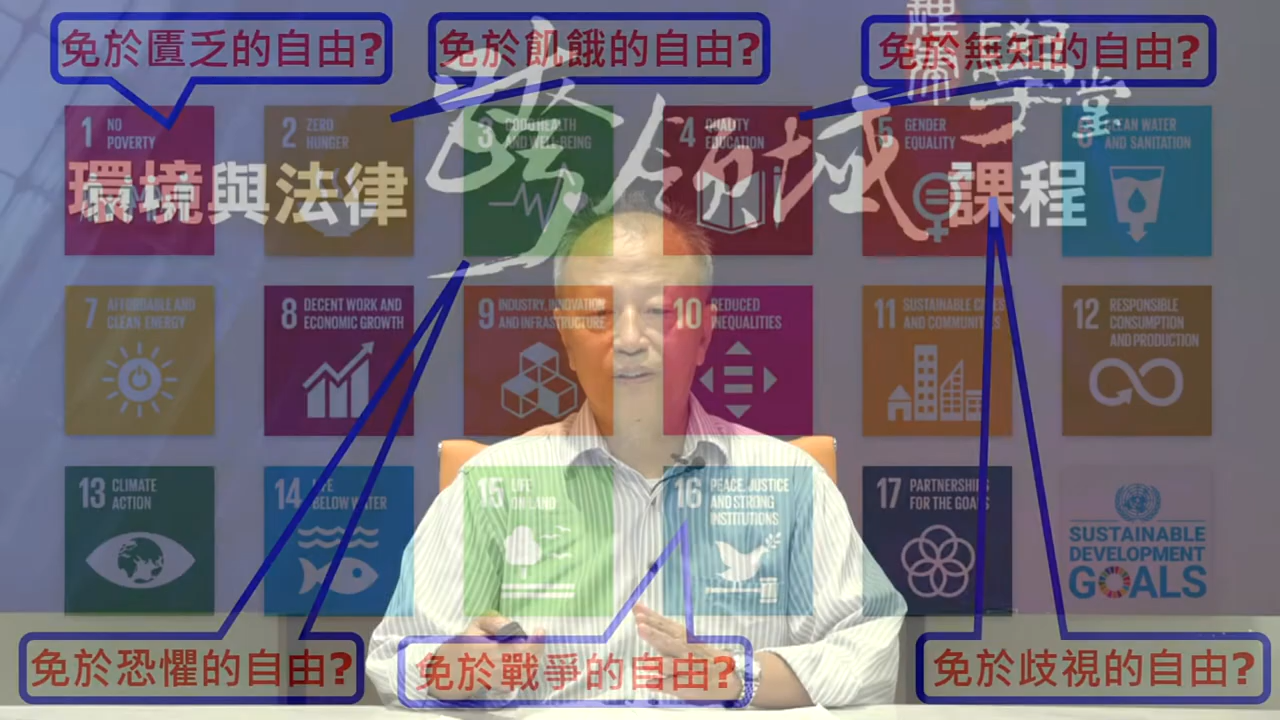 免於匱乏的自由?
免於飢餓的自由?
免於無知的自由?
學堂
跨領域
環境與法律
課程
1 NO
POVERTY
2 ZERO
HUNGER
3 GOOD HEALTH
AND WELL-BEING
4 QUALITY
EDUCATION
5 GENDER
EQUALITY
6 CLEAN WATER
AND SANITATION
7 AFFORDABLE AND
CLEAN ENERGY
8 DECENT WORK AND
ECONOMIC GROWTH
9 INDUSTRY, INNOVATION
AND INFRASTRUCTURE
10 REDUCED
INEQUALITIES
11 SUSTAINABLE CITIES
AND COMMUNITIES
12 RESPONSIBLE
CONSUMPTION
AND PRODUCTION
13 CLIMATE
ACTION
14 LIFE
BELOW WATER
15 LIFE
ON LAND
16 PEACE, JUSTICE
AND STRONG
INSTITUTIONS
17 PARTNERSHIPS
FOR THE GOALS
SUSTAINABLE
DEVELOPMENT
GOALS
免於恐懼的自由?
免於戰爭的自由?
免於歧視的自由?